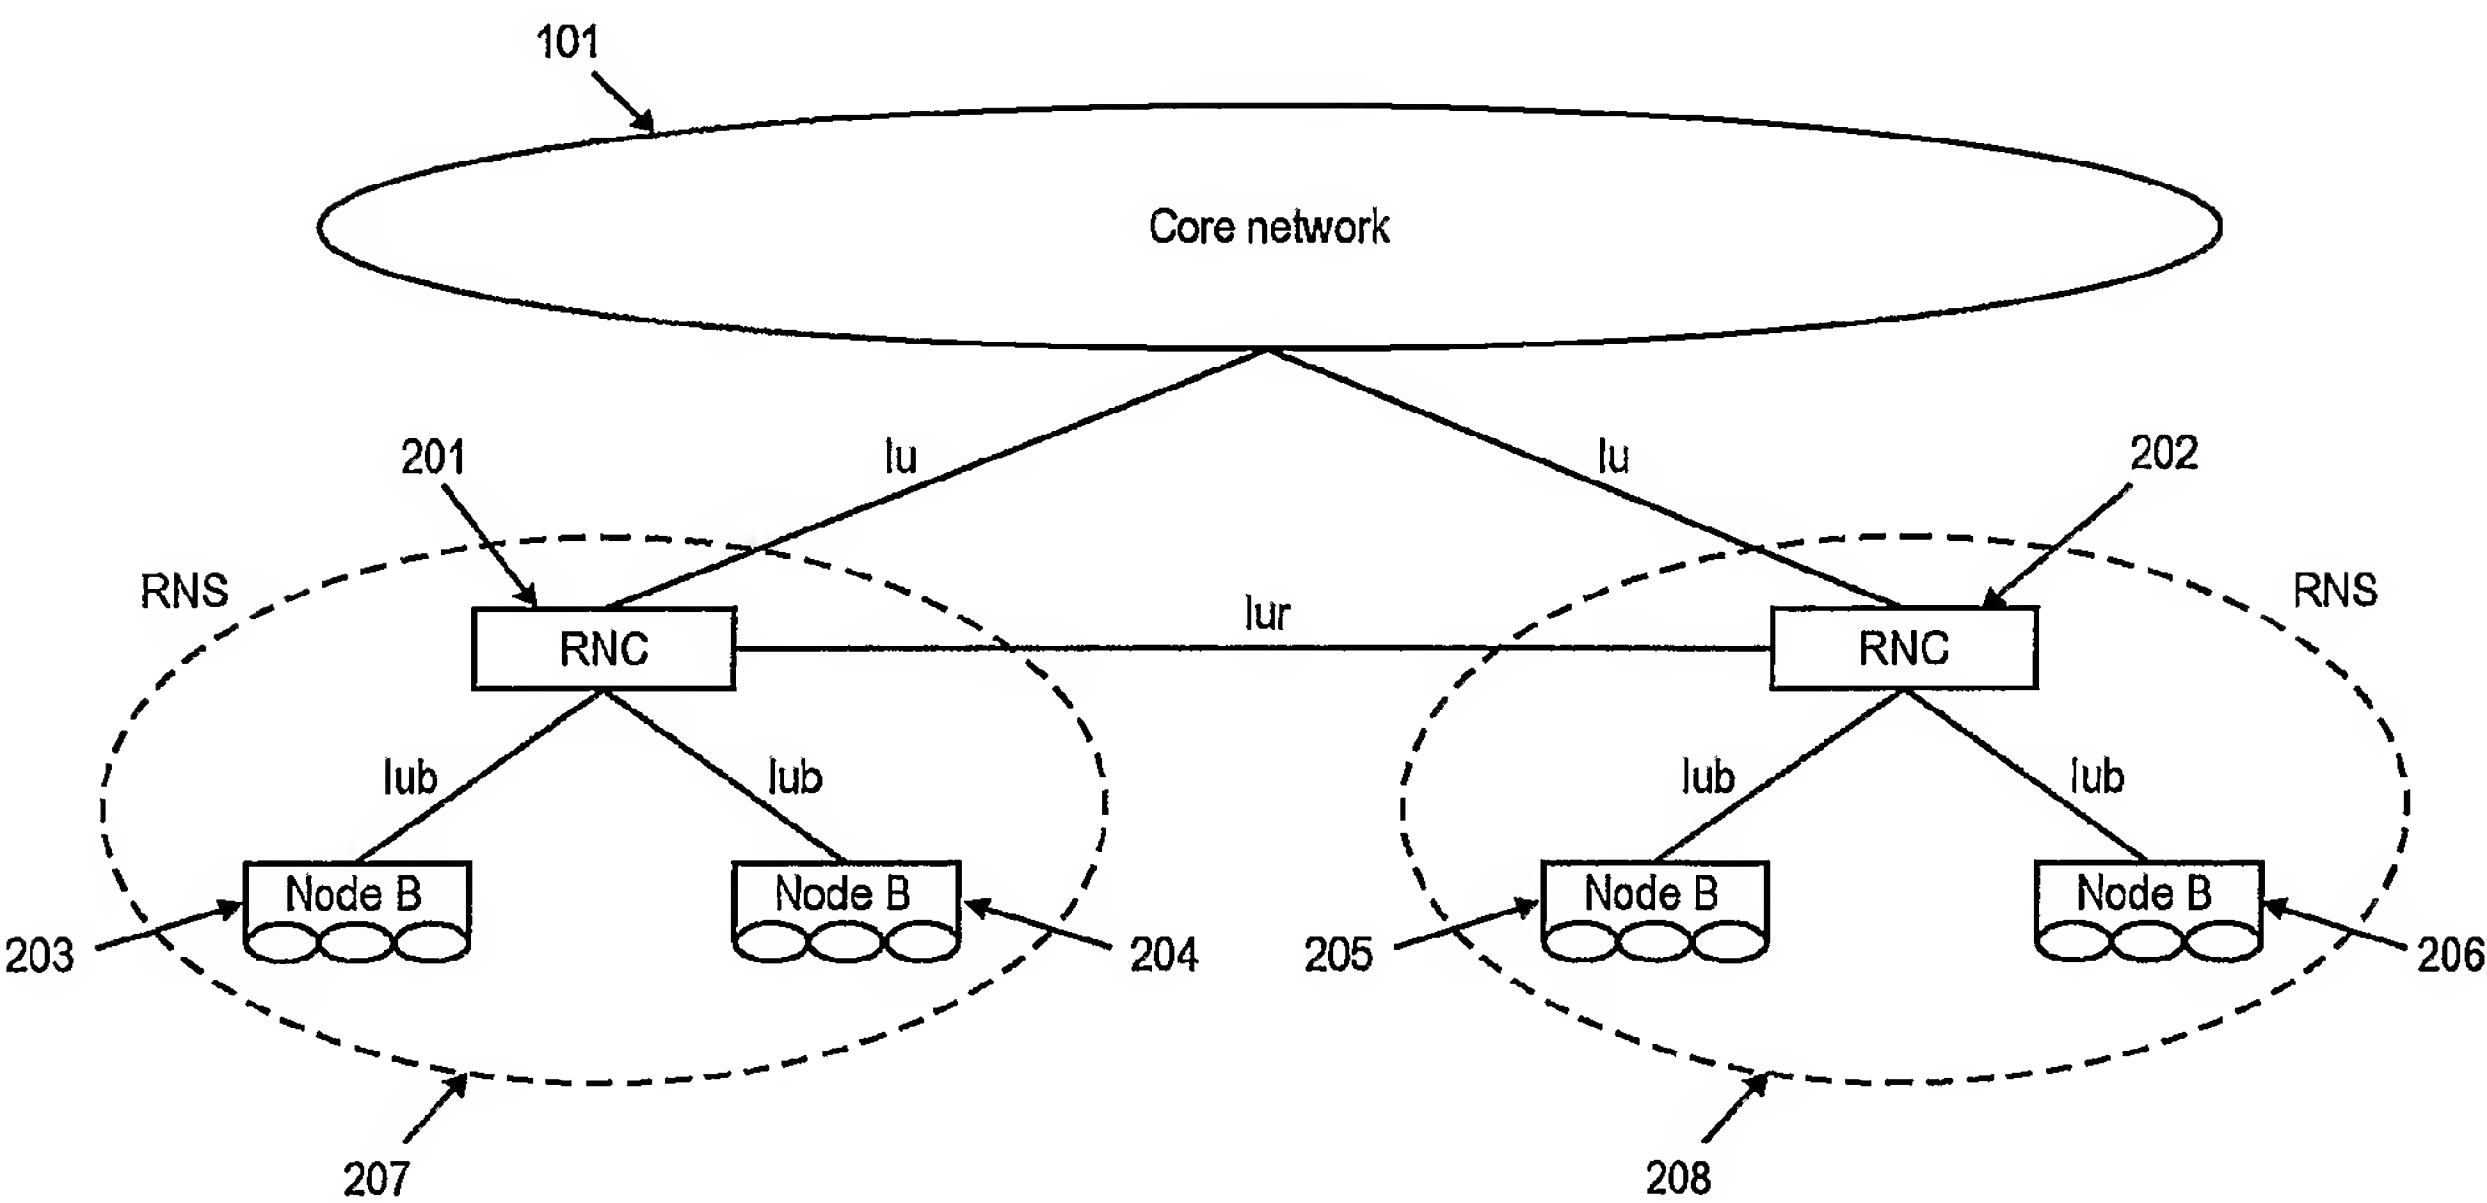 101
Core network
201
Iu
Iu
202
RNS
RNS
Iur
RNC
RNC
Iub
Iub
Iub
Iub
Node B
Node B
Node B
Node B
203
204
205
206
207
208